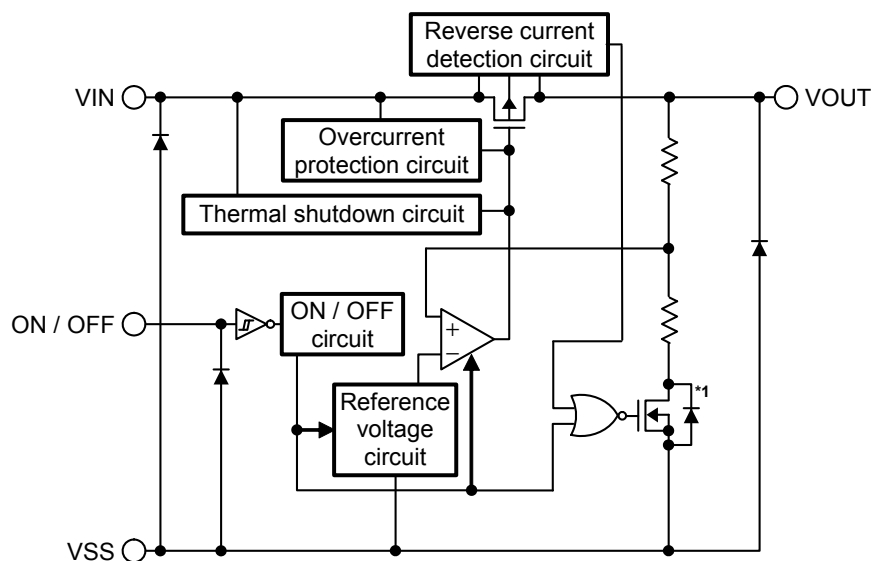 Reverse current
detection circuit
VIN
VOUT
Overcurrent
protection circuit
Thermal shutdown circuit
ON / OFF
ON / OFF
circuit
+
−
*1
Reference
voltage
circuit
VSS